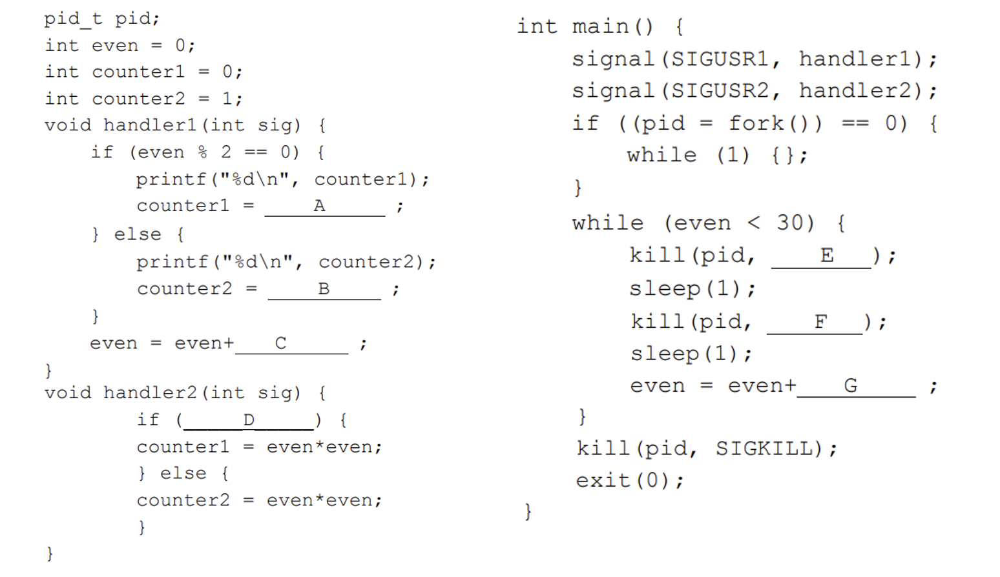 pid_t pid;
int even = 0;
int counter1 = 0;
int counter2 = 1;
void handler1(int sig) {
if (even % 2 == 0) {
printf("%d\n", counter1);
counter1 = ____A____ ;
} else {
printf("%d\n", counter2);
counter2 = ____B____ ;
}
even = even+____C____ ;
}
void handler2(int sig) {
if (____D____) {
counter1 = even*even;
} else {
counter2 = even*even;
}
}
int main() {
signal(SIGUSR1, handler1);
signal(SIGUSR2, handler2);
if ((pid = fork()) == 0) {
while (1) {};
}
while (even < 30) {
kill(pid, ____E____);
sleep(1);
kill(pid, ____F____);
sleep(1);
even = even+____G____ ;
}
kill(pid, SIGKILL);
exit(0);
}